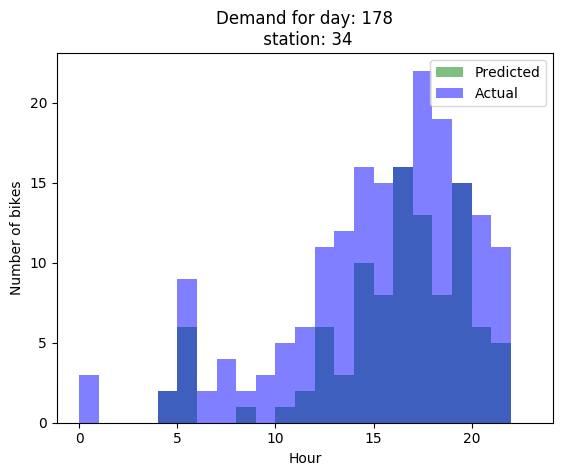 Demand for day: 178
station: 34
Predicted
Actual
Number of bikes
20
15
10
5
0
0
5
10
15
20
Hour